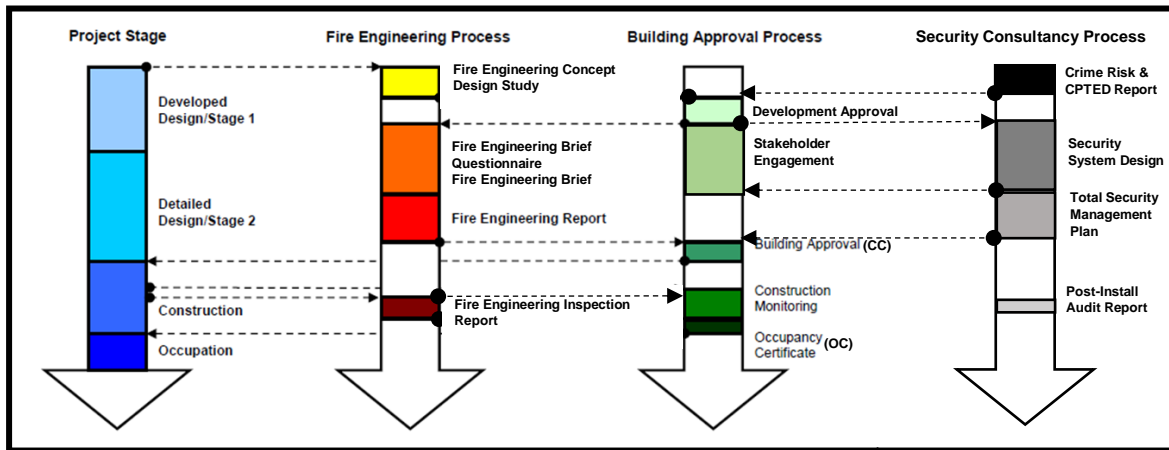 Project Stage
Fire Engineering Process
Building Approval Process
Security Consultancy Process
Developed
Design/Stage 1
Detailed
Design/Stage 2
Construction
Occupation
Fire Engineering Concept
Design Study
Fire Engineering Brief
Questionnaire
Fire Engineering Brief
Fire Engineering Report
Fire Engineering Inspection
Report
Development Approval
Stakeholder
Engagement
Building Approval (CC)
Construction
Monitoring
Occupancy
Certificate (OC)
Crime Risk &
CPTED Report
Security
System Design
Total Security
Management
Plan
Post-Install
Audit Report